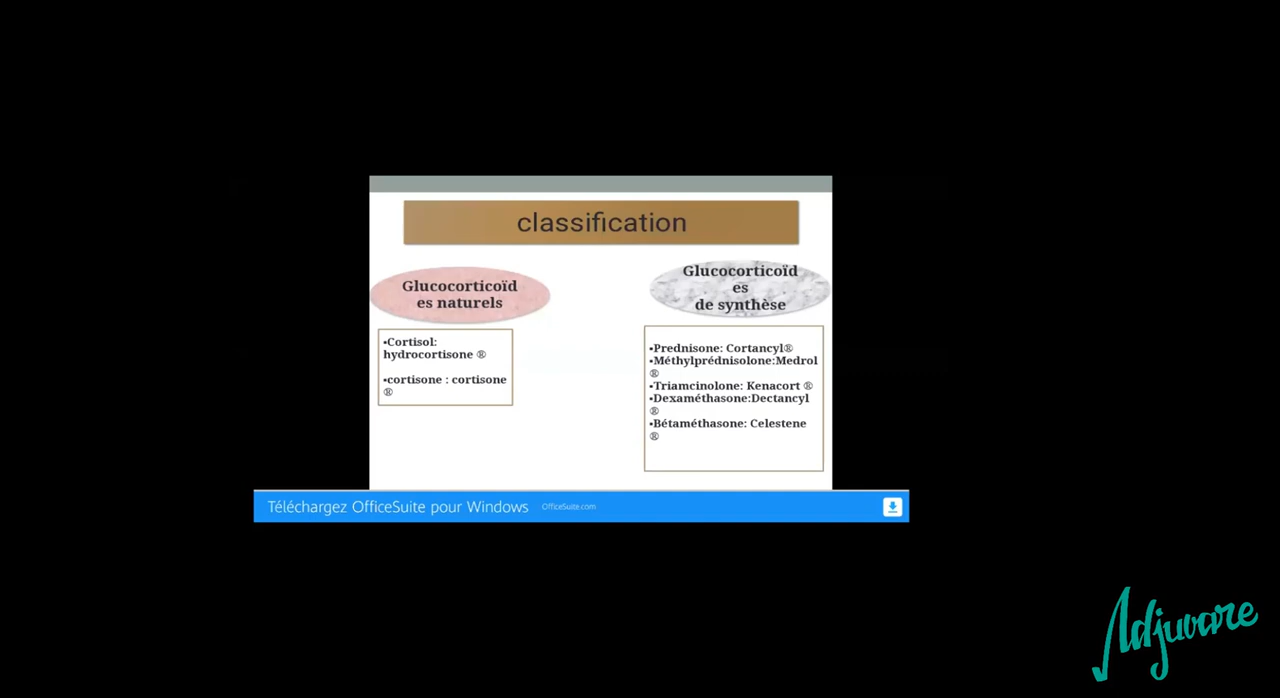 classification
Glucocorticoïd
es naturels
•Cortisol:
hydrocortisone ®
•cortisone : cortisone
®
Glucocorticoïd
es
de synthèse
•Prednisone: Cortancyl®
•Méthylprédnisolone:Medrol
®
•Triamcinolone: Kenacort ®
•Dexaméthasone:Dectancyl
®
•Bétaméthasone: Celestene
®
Téléchargez OfficeSuite pour Windows OfficeSuite.com
Adjuvare